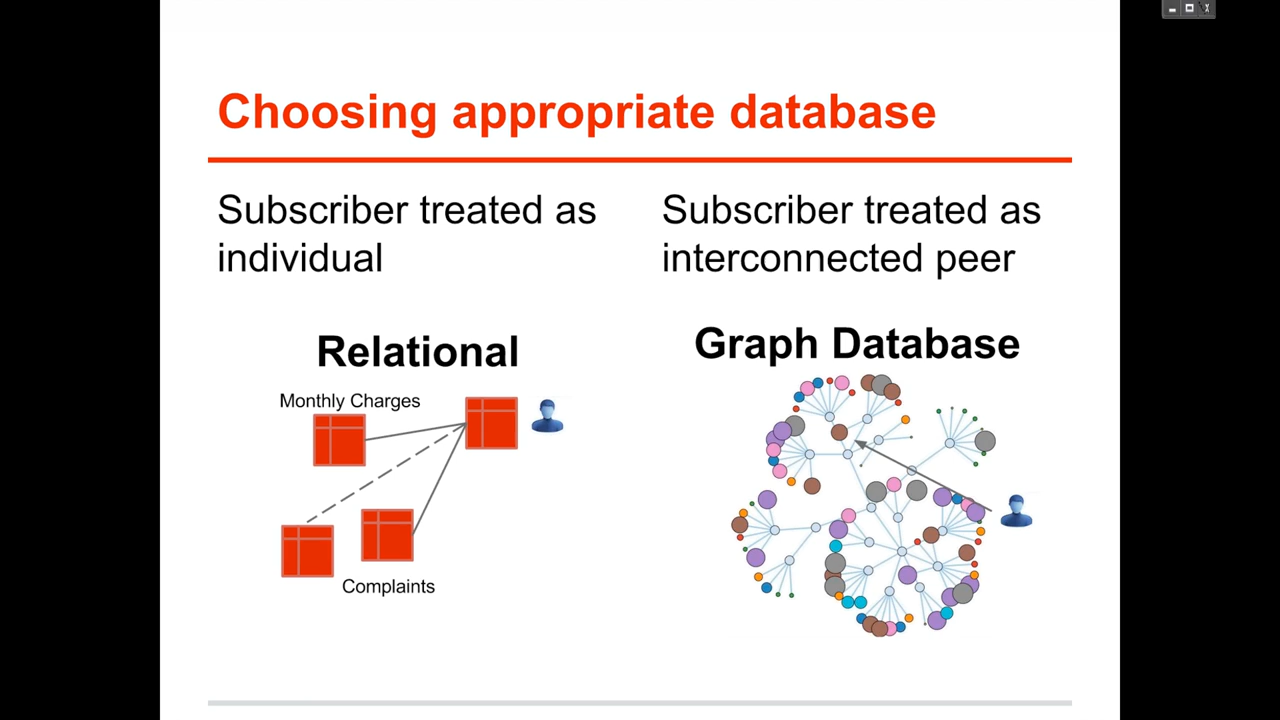 Choosing appropriate database
Subscriber treated as
individual
Subscriber treated as
interconnected peer
Relational
Graph Database
Monthly Charges
Complaints